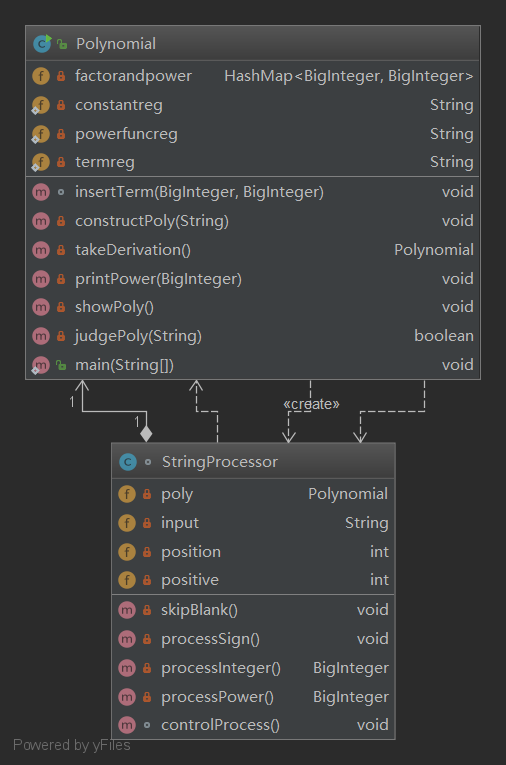 Polynomial
factorandpower HashMap<BigInteger, BigInteger>
constantreg String
powerfuncreg String
termreg String
insertTerm(BigInteger, BigInteger) void
constructPoly(String) void
takeDerivation() Polynomial
printPower(BigInteger) void
showPoly() void
judgePoly(String) boolean
main(String[]) void
1
«create»
1
StringProcessor
poly Polynomial
input String
position int
positive int
skipBlank() void
processSign() void
processInteger() BigInteger
processPower() BigInteger
controlProcess() void
Powered by yFiles